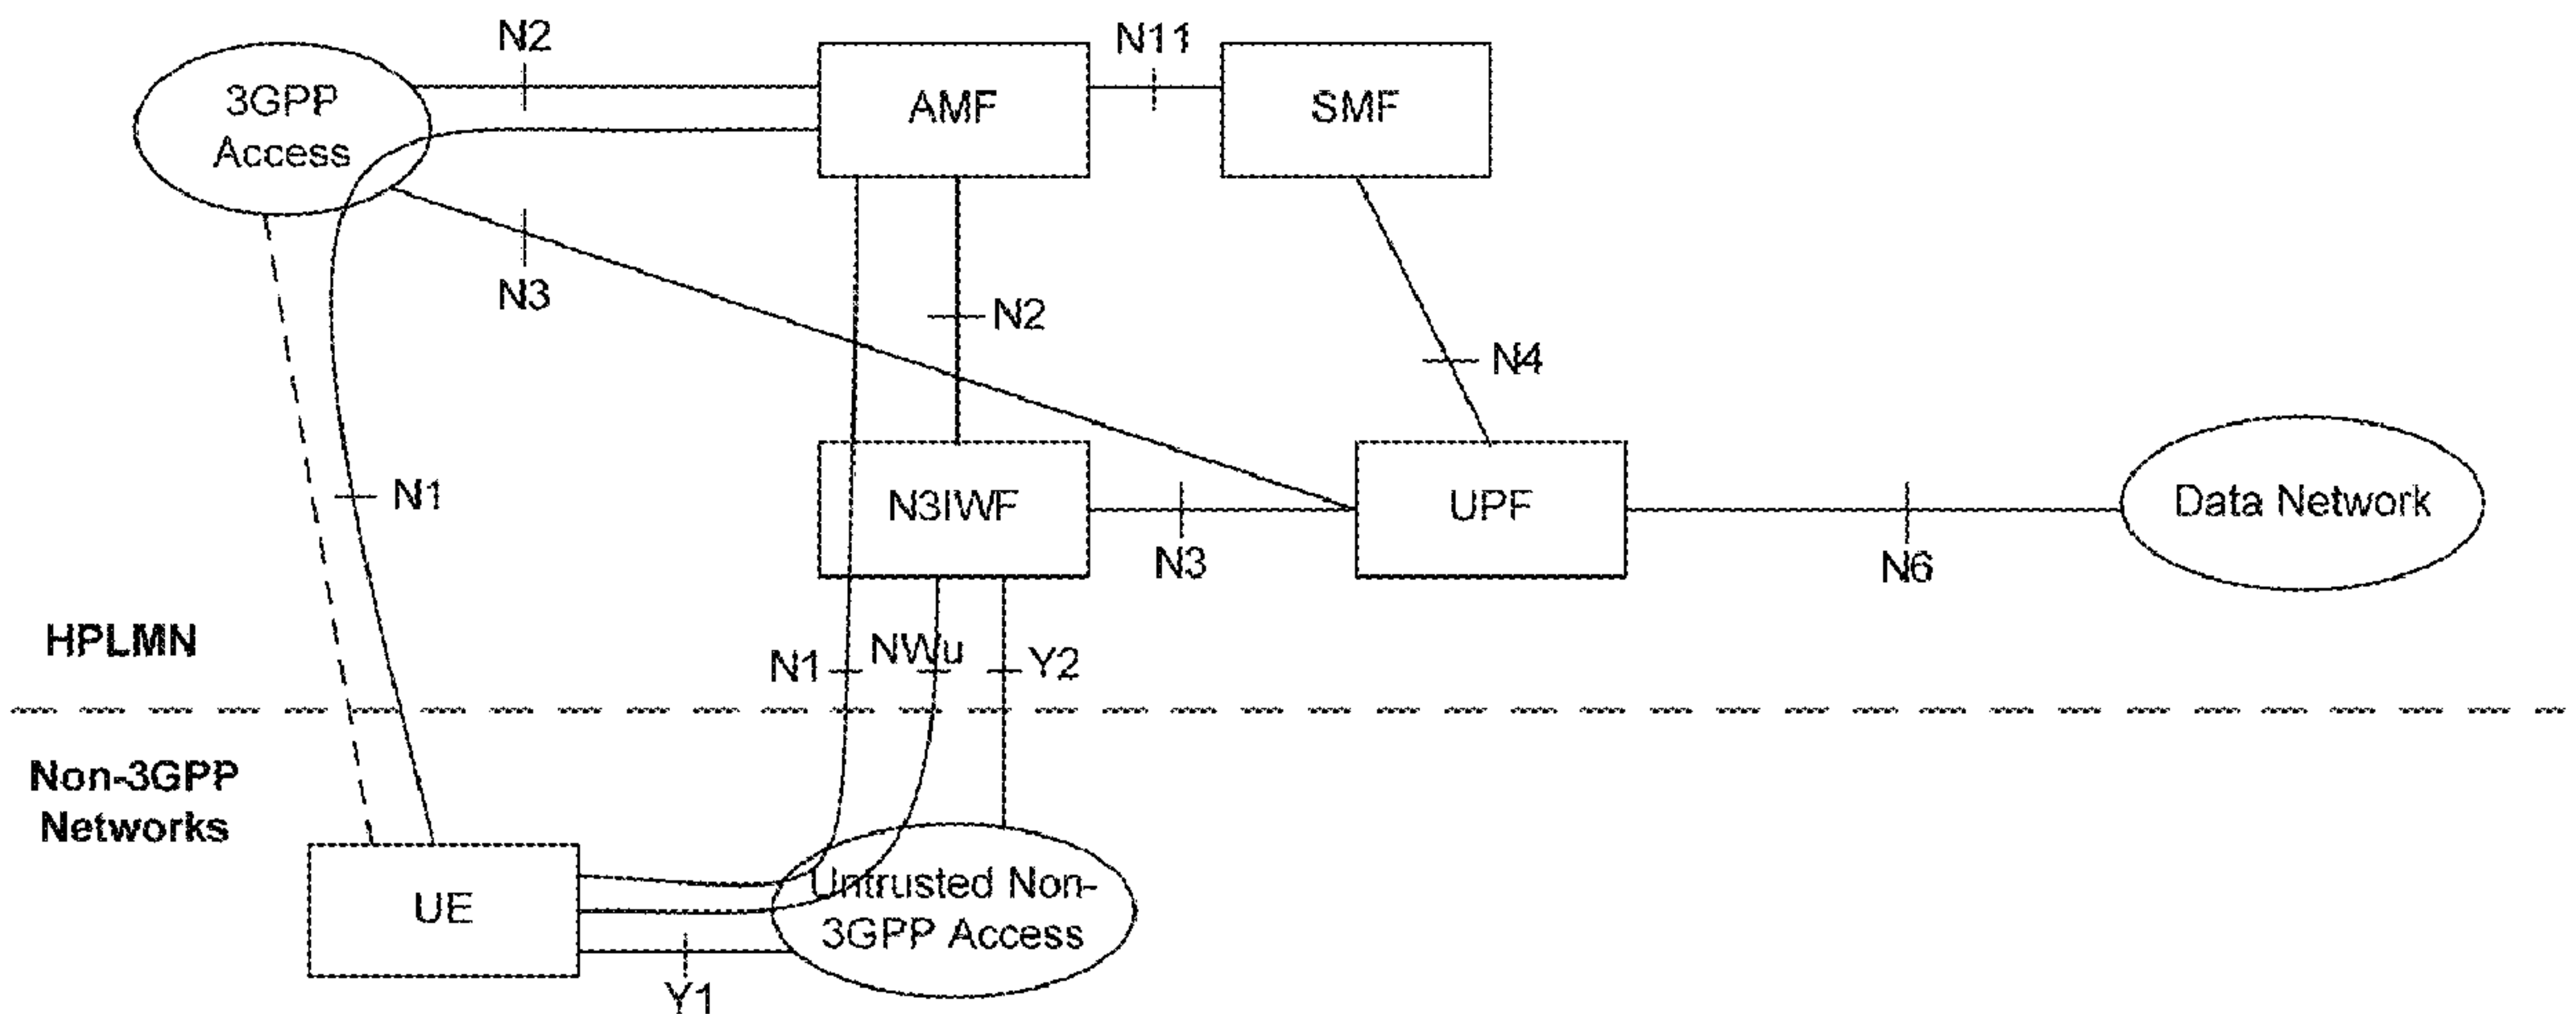 N2
N11
3GPP
Access
AMF
SMF
N3
N2
N4
N1
N3IWF
UPF
Data Network
N3
N6
HPLMN
N1
NWu
Y2
Non-3GPP
Networks
UE
Untrusted Non-
3GPP Access
Y1